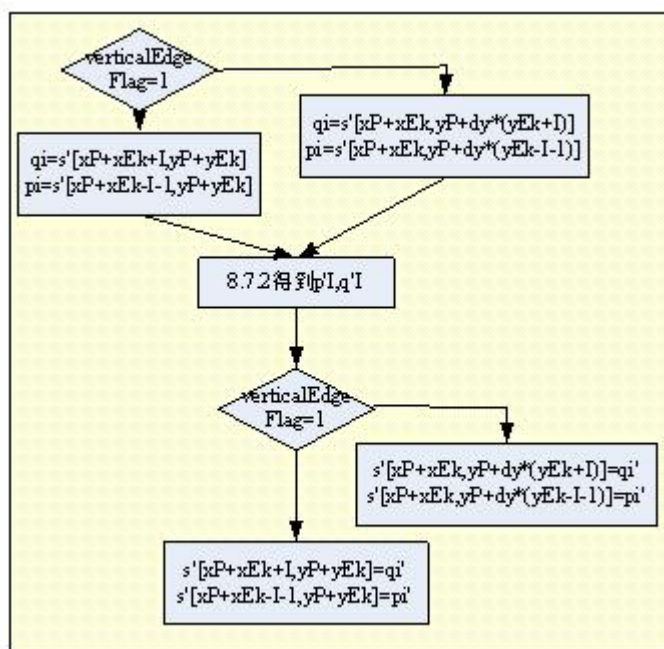 verticalEdge
Flag=1
qi=s'[xP+xEk,yP+dy*(yEk+I)]
pi=s'[xP+xEk,yP+dy*(yEk-I-1)]
qi=s'[xP+xEk+I,yP+yEk]
pi=s'[xP+xEk-I-1,yP+yEk]
8.7.2得到p'I,q'I
verticalEdge
Flag=1
s'[xP+xEk,yP+dy*(yEk+I)]=qi'
s'[xP+xEk,yP+dy*(yEk-I-1)]=pi'
s'[xP+xEk+I,yP+yEk]=qi'
s'[xP+xEk-I-1,yP+yEk]=pi'